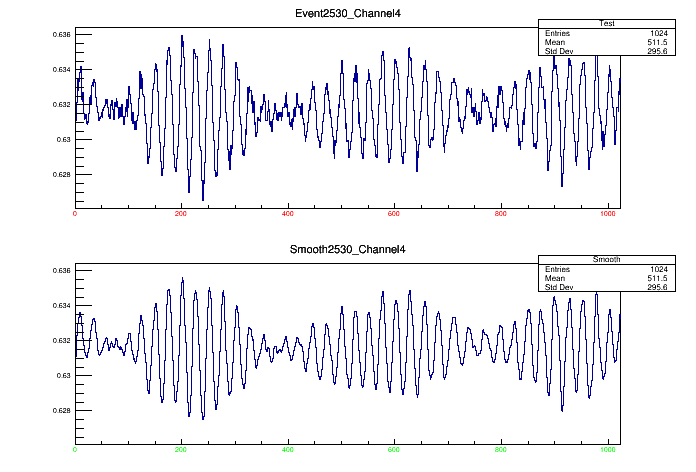 Event2530_Channel4
Test
Entries 1024
Mean 511.5
Std Dev 295.6
0.636
0.634
0.632
0.63
0.628
0 200 400 600 800 1000
Smooth2530_Channel4
Smooth
Entries 1024
Mean 511.5
Std Dev 295.6
0.636
0.634
0.632
0.63
0.628
0 200 400 600 800 1000